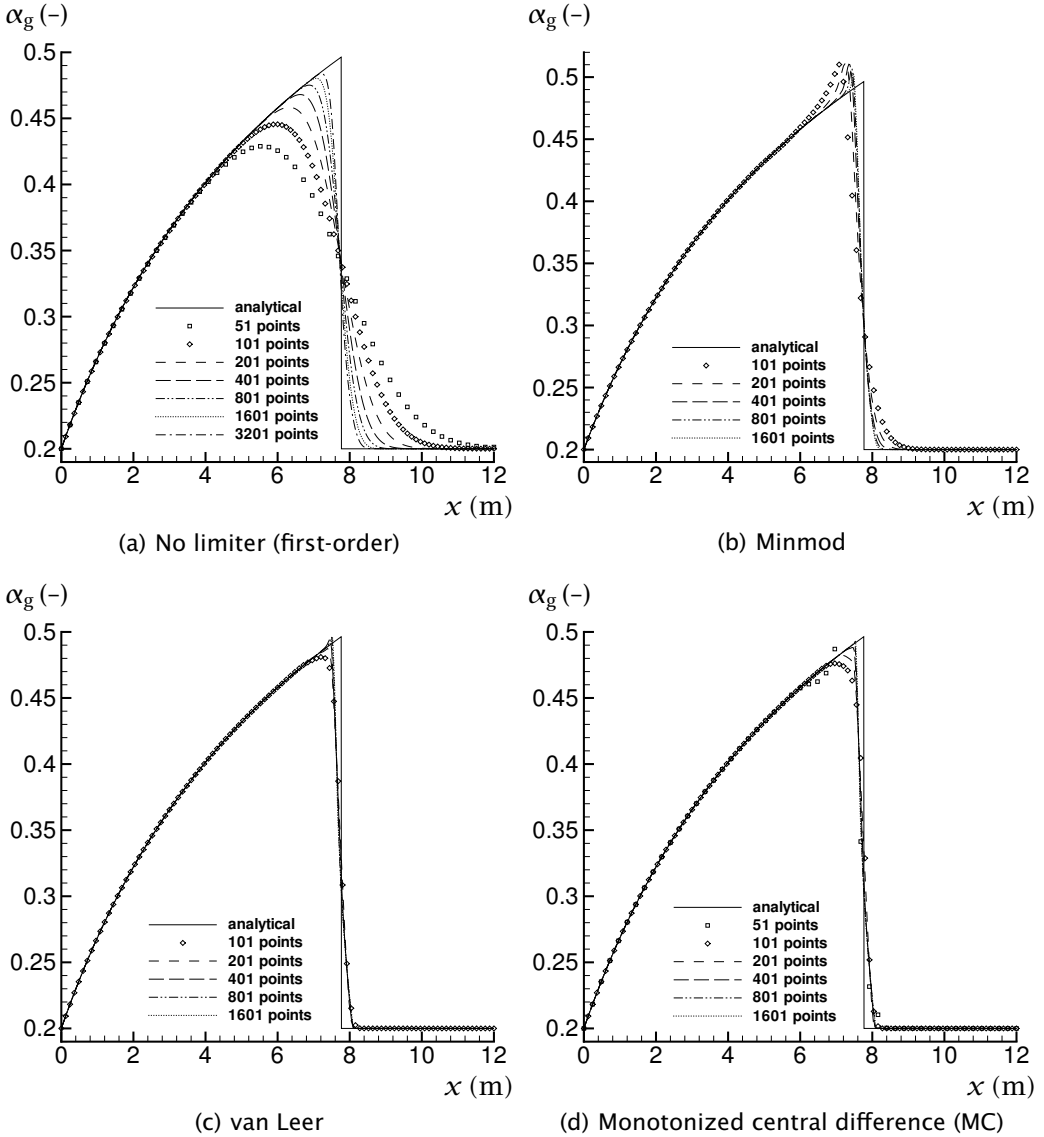 αg (–)
0.5
0.45
0.4
0.35
0.3
0.25
0.2
analytical
51 points
101 points
201 points
401 points
801 points
1601 points
3201 points
0 2 4 6 8 10 12
x (m)
(a) No limiter (first-order)
αg (–)
0.5
0.45
0.4
0.35
0.3
0.25
0.2
analytical
101 points
201 points
401 points
801 points
1601 points
0 2 4 6 8 10 12
x (m)
(b) Minmod
αg (–)
0.5
0.45
0.4
0.35
0.3
0.25
0.2
analytical
101 points
201 points
401 points
801 points
1601 points
0 2 4 6 8 10 12
x (m)
(c) van Leer
αg (–)
0.5
0.45
0.4
0.35
0.3
0.25
0.2
analytical
51 points
101 points
201 points
401 points
801 points
1601 points
0 2 4 6 8 10 12
x (m)
(d) Monotonized central difference (MC)